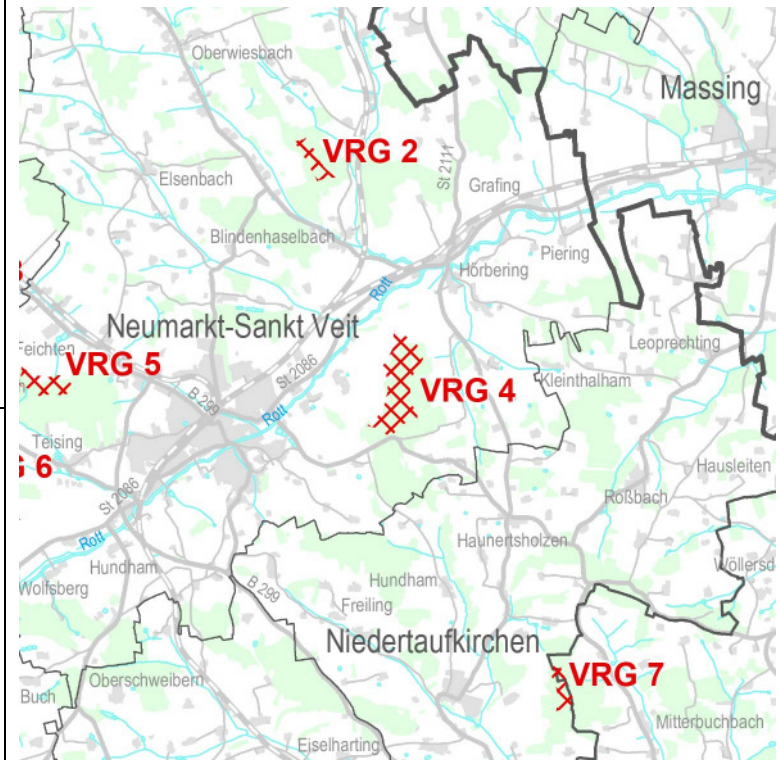 Oberwiesbach
Massing
VRG 2
St 2111
Elsenbach
Grafing
Blindenhaselbach
Piering
Hörbering
Rott
Neumarkt-Sankt Veit
Leoprechting
Feichten
VRG 5
St 2086
VRG 4
Kleinthalham
B 299
Rott
Teising
Hausleiten
6
St 2086
Roßbach
Rott
Haunertsholzen
Wöllersd
Hundham
Hundham
Wolfsberg
B 299
Freiling
Niedertaufkirchen
Oberschweibern
VRG 7
Buch
Mitterbuchbach
Eiselharting